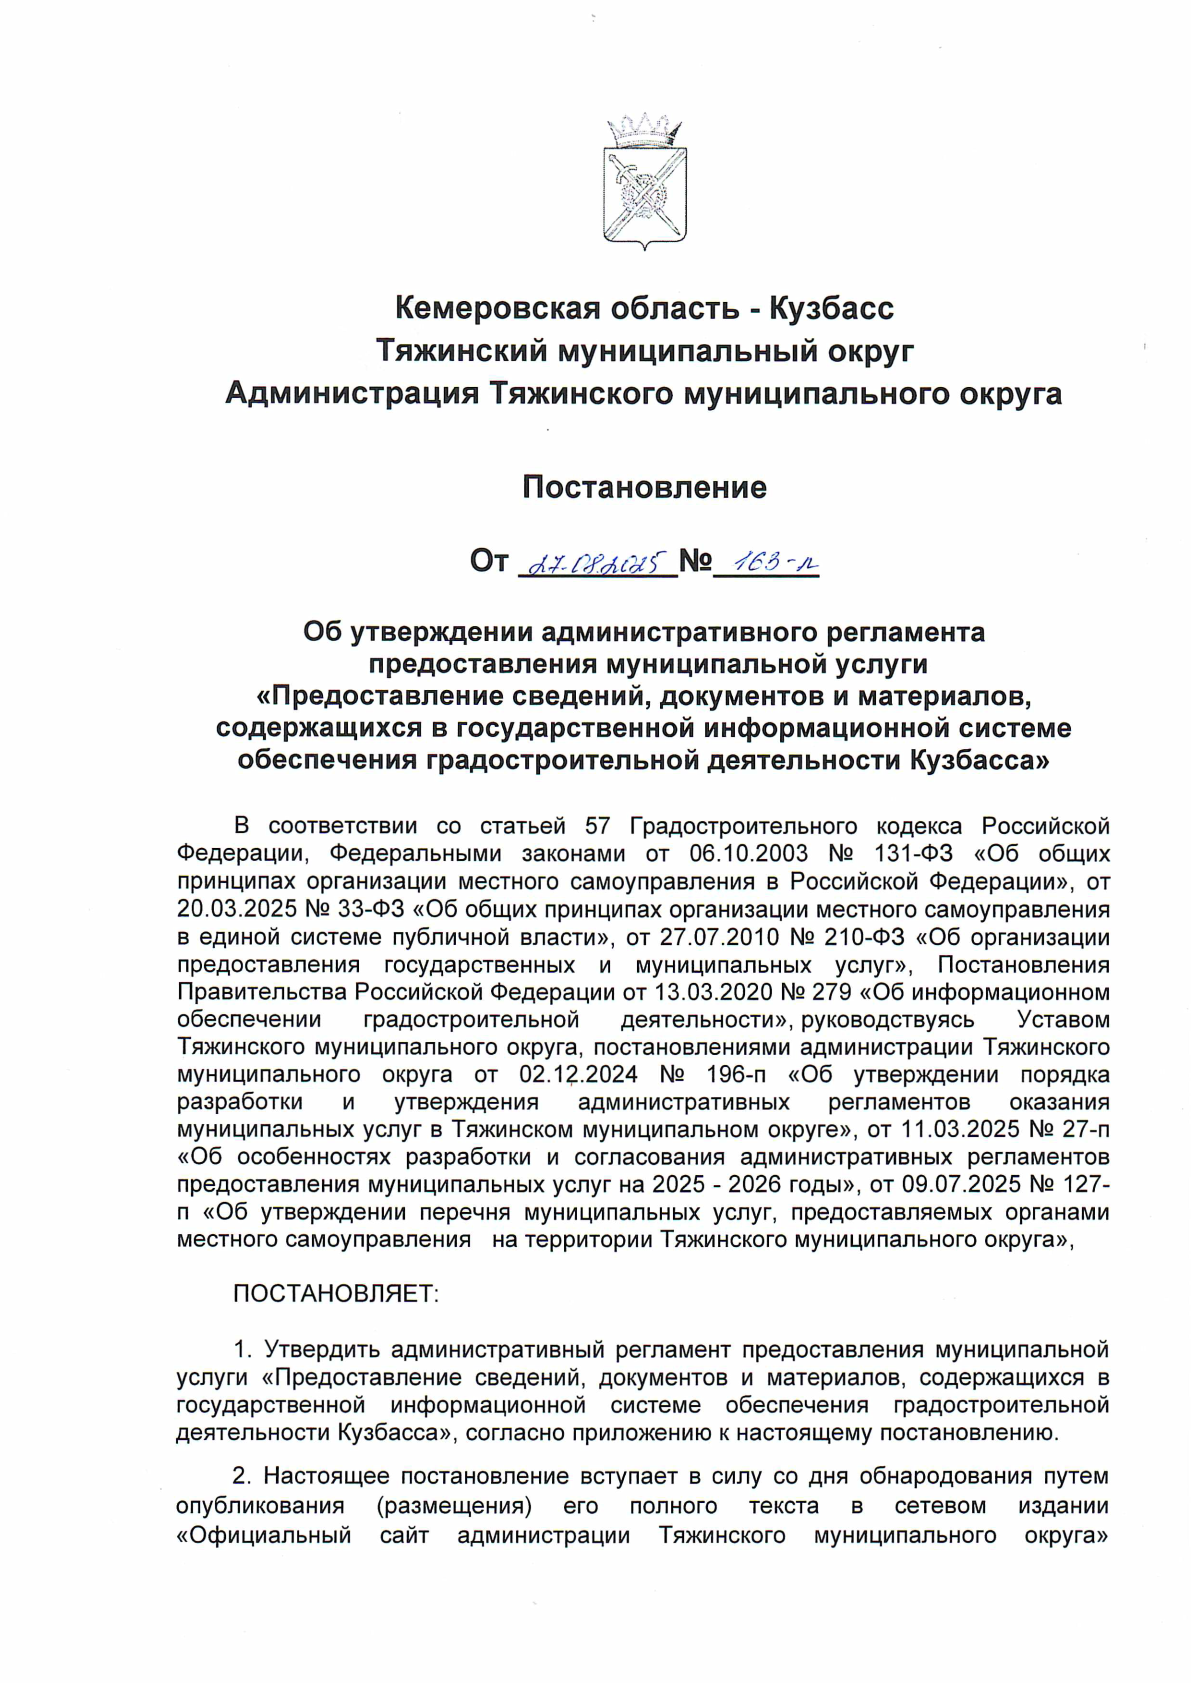 Кемеровская область - Кузбасс
Тяжинский муниципальный округ
Администрация Тяжинского муниципального округа
Постановление
От 27.08.2025 № 163-п
Об утверждении административного регламента
предоставления муниципальной услуги
«Предоставление сведений, документов и материалов,
содержащихся в государственной информационной системе
обеспечения градостроительной деятельности Кузбасса»
В соответствии со статьей 57 Градостроительного кодекса Российской
Федерации, Федеральными законами от 06.10.2003 № 131-ФЗ «Об общих
принципах организации местного самоуправления в Российской Федерации», от
20.03.2025 № 33-ФЗ «Об общих принципах организации местного самоуправления
в единой системе публичной власти», от 27.07.2010 № 210-ФЗ «Об организации
предоставления государственных и муниципальных услуг», Постановления
Правительства Российской Федерации от 13.03.2020 № 279 «Об информационном
обеспечении градостроительной деятельности», руководствуясь Уставом
Тяжинского муниципального округа, постановлениями администрации Тяжинского
муниципального округа от 02.12.2024 № 196-п «Об утверждении порядка
разработки и утверждения административных регламентов оказания
муниципальных услуг в Тяжинском муниципальном округе», от 11.03.2025 № 27-п
«Об особенностях разработки и согласования административных регламентов
предоставления муниципальных услуг на 2025 - 2026 годы», от 09.07.2025 № 127-
п «Об утверждении перечня муниципальных услуг, предоставляемых органами
местного самоуправления на территории Тяжинского муниципального округа»,
ПОСТАНОВЛЯЕТ:
1. Утвердить административный регламент предоставления муниципальной
услуги «Предоставление сведений, документов и материалов, содержащихся в
государственной информационной системе обеспечения градостроительной
деятельности Кузбасса», согласно приложению к настоящему постановлению.
2. Настоящее постановление вступает в силу со дня обнародования путем
опубликования (размещения) его полного текста в сетевом издании
«Официальный сайт администрации Тяжинского муниципального округа»